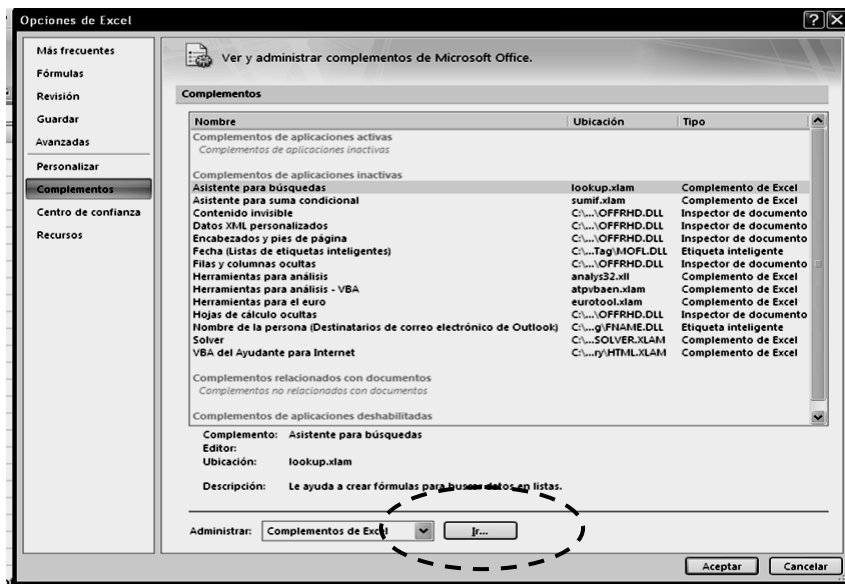 Opciones de Excel
Más frecuentes
Fórmulas
Revisión
Guardar
Avanzadas
Personalizar
Complementos
Centro de confianza
Recursos
Ver y administrar complementos de Microsoft Office.
Complementos
Nombre Ubicación Tipo
Complementos de aplicaciones activas
Complementos de aplicaciones inactivas
Complementos de aplicaciones inactivas
Asistente para búsquedas lookup.xlam Complemento de Excel
Asistente para suma condicional sumif.xlam Complemento de Excel
Contenido invisible C:\...\OFFRHD.DLL Inspector de documento
Datos XML personalizados C:\...\OFFRHD.DLL Inspector de documento
Encabezados y pies de página C:\...\OFFRHD.DLL Inspector de documento
Fecha (Listas de etiquetas inteligentes) C:\...Tag\MOFL.DLL Etiqueta inteligente
Filas y columnas ocultas C:\...\OFFRHD.DLL Inspector de documento
Herramientas para análisis analys32.xll Complemento de Excel
Herramientas para análisis - VBA atpvbaen.xlam Complemento de Excel
Herramientas para el euro eurotool.xlam Complemento de Excel
Hojas de cálculo ocultas C:\...\OFFRHD.DLL Inspector de documento
Nombre de la persona (Destinatarios de correo electrónico de Outlook) C:\...g\FNAME.DLL Etiqueta inteligente
Solver C:\...SOLVER.XLAM Complemento de Excel
VBA del Ayudante para Internet C:\...ry\HTML.XLAM Complemento de Excel
Complementos relacionados con documentos
Complementos no relacionados con documentos
Complementos de aplicaciones deshabilitadas
Complemento: Asistente para búsquedas
Editor:
Ubicación: lookup.xlam
Descripción: Le ayuda a crear fórmulas para buscar datos en listas.
Administrar: Complementos de Excel Ir...
Aceptar Cancelar